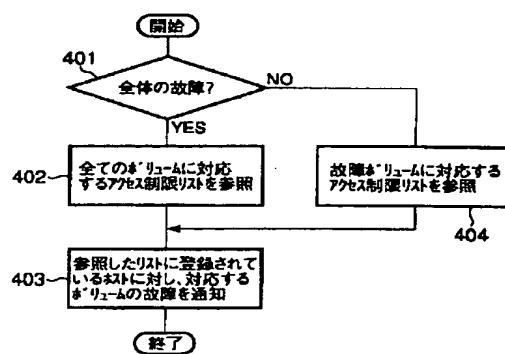 開始
401
全体の故障?
NO
YES
402
全てのボリュームに対応
するアクセス制限リストを参照
故障ボリュームに対応する
アクセス制限リストを参照
404
403
参照したリストに登録されて
いるホストに対し、対応する
ボリュームの故障を通知
終了